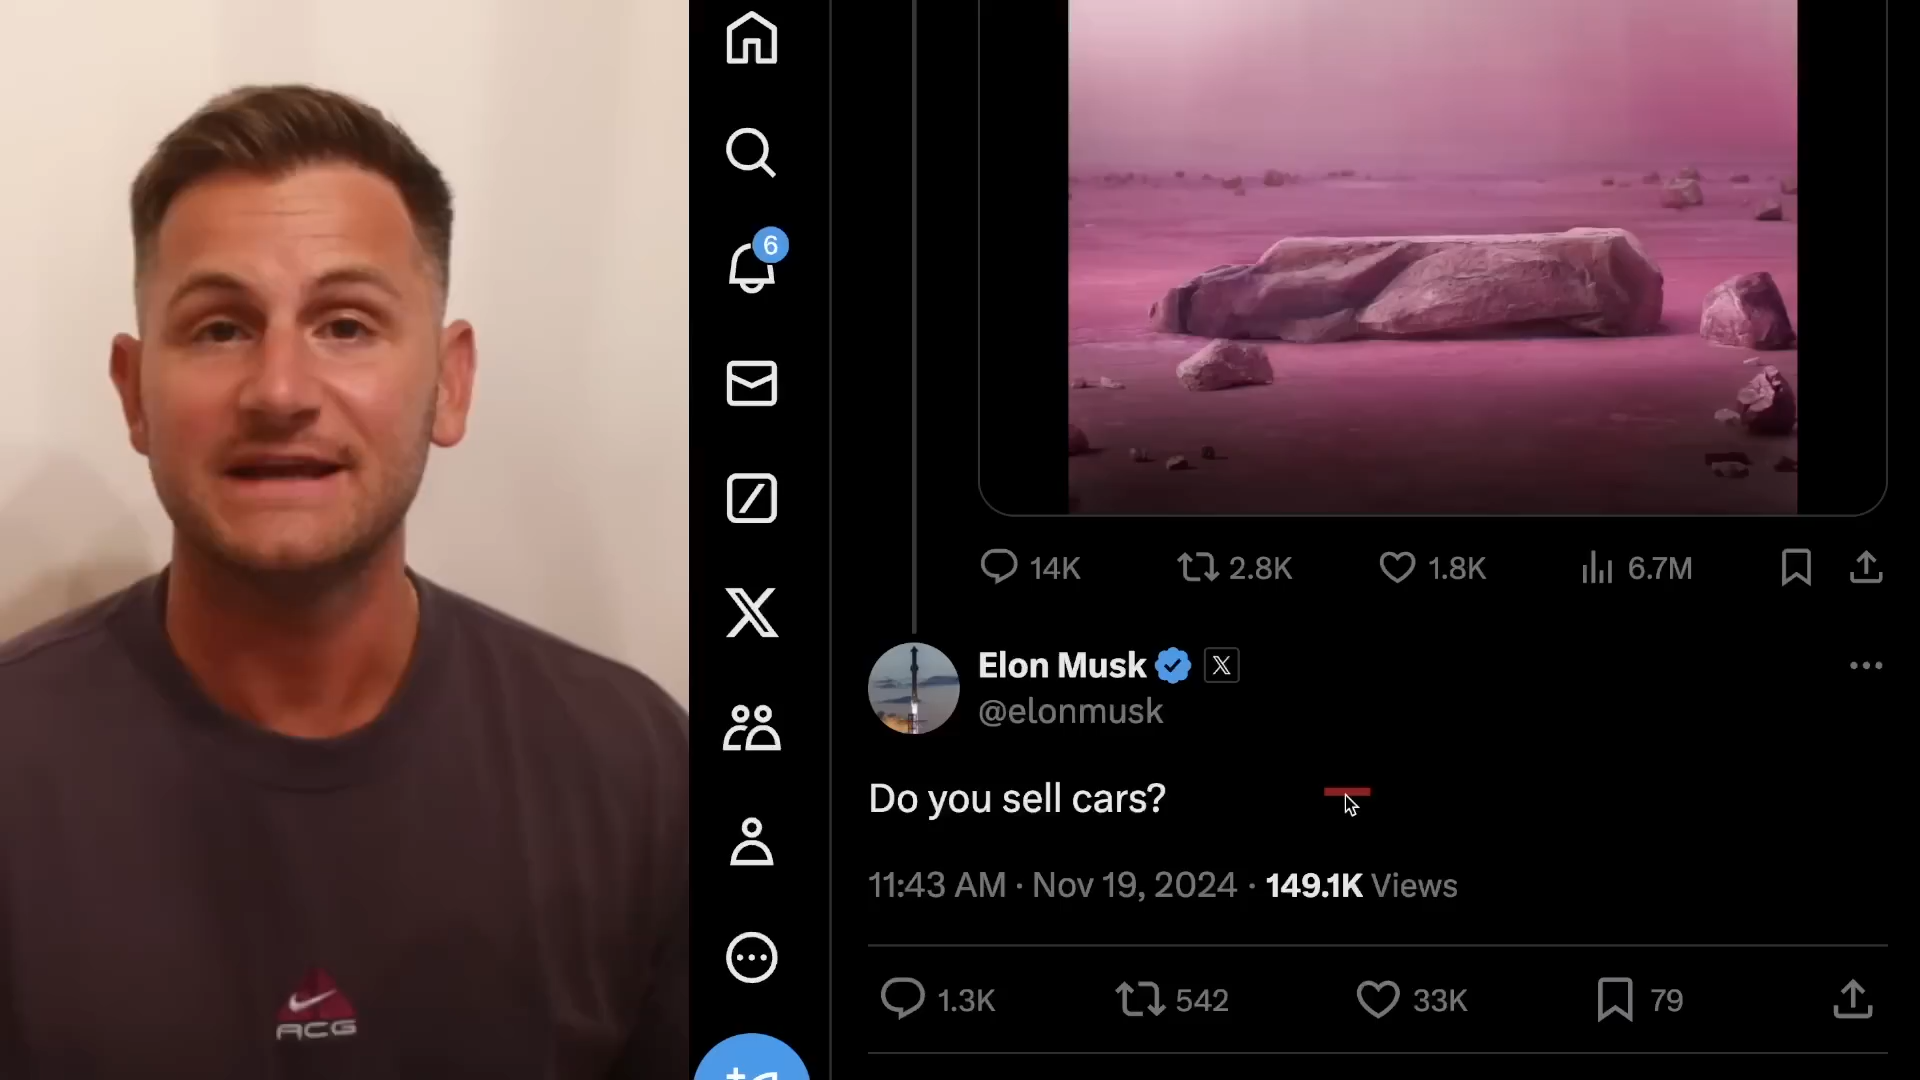 6
14K 2.8K 1.8K 6.7M
Elon Musk
@elonmusk
Do you sell cars?
11:43 AM · Nov 19, 2024 · 149.1K Views
1.3K 542 33K 79
ACG